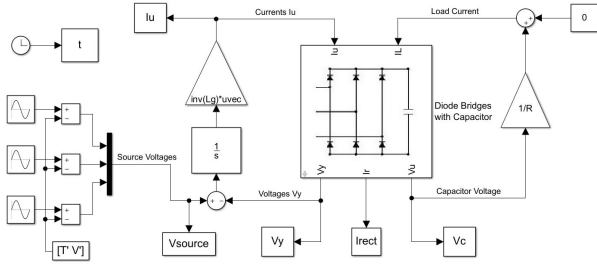 Iu
Currents Iu
Load Current
0
t
Iu
IL
inv(Lg)*uvec
Diode Bridges
with Capacitor
1/R
1
s
Source Voltages
Vy
Ir
Vu
Voltages Vy
Capacitor Voltage
[T' V']
Vsource
Vy
Irect
Vc